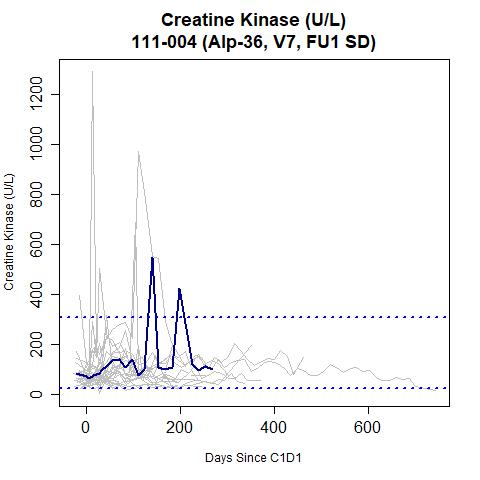 Creatine Kinase (U/L)
111-004 (Alp-36, V7, FU1 SD)
Creatine Kinase (U/L)
1200
1000
800
600
400
200
0
0 200 400 600
Days Since C1D1